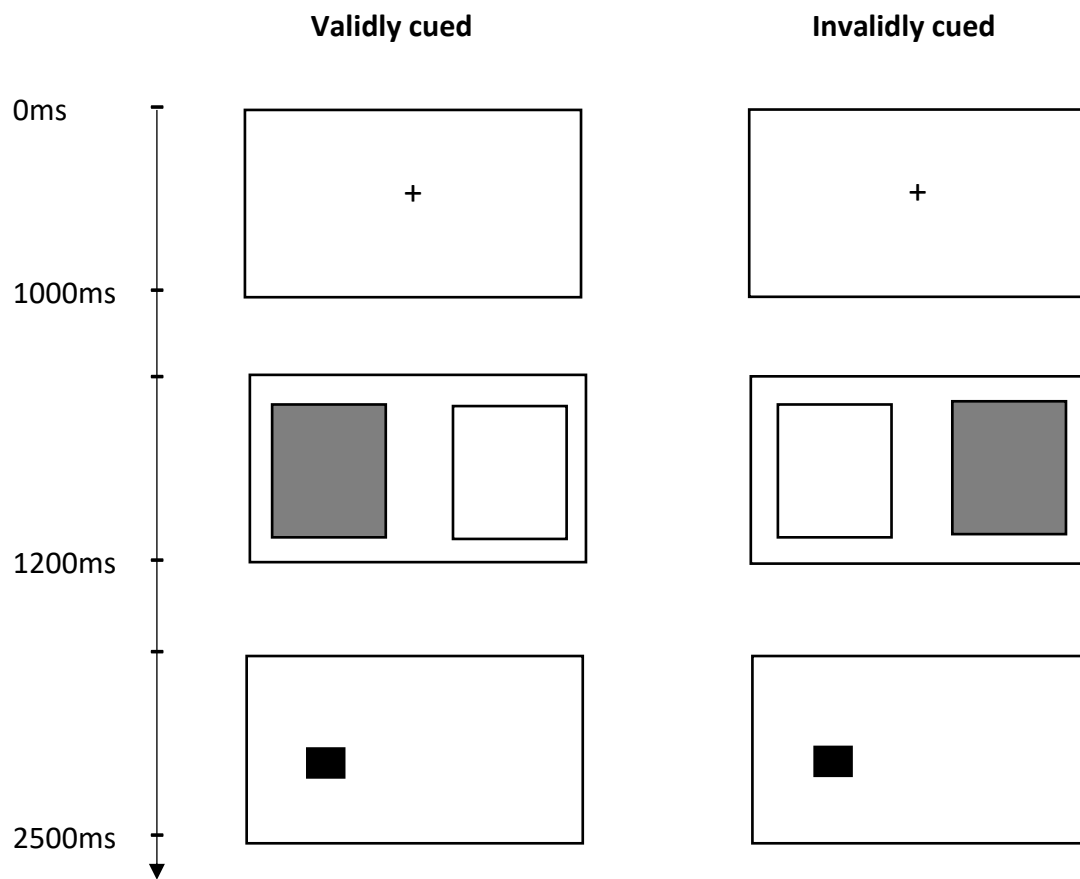 Validly cued
Invalidly cued
0ms
+
+
1000ms
1200ms
2500ms